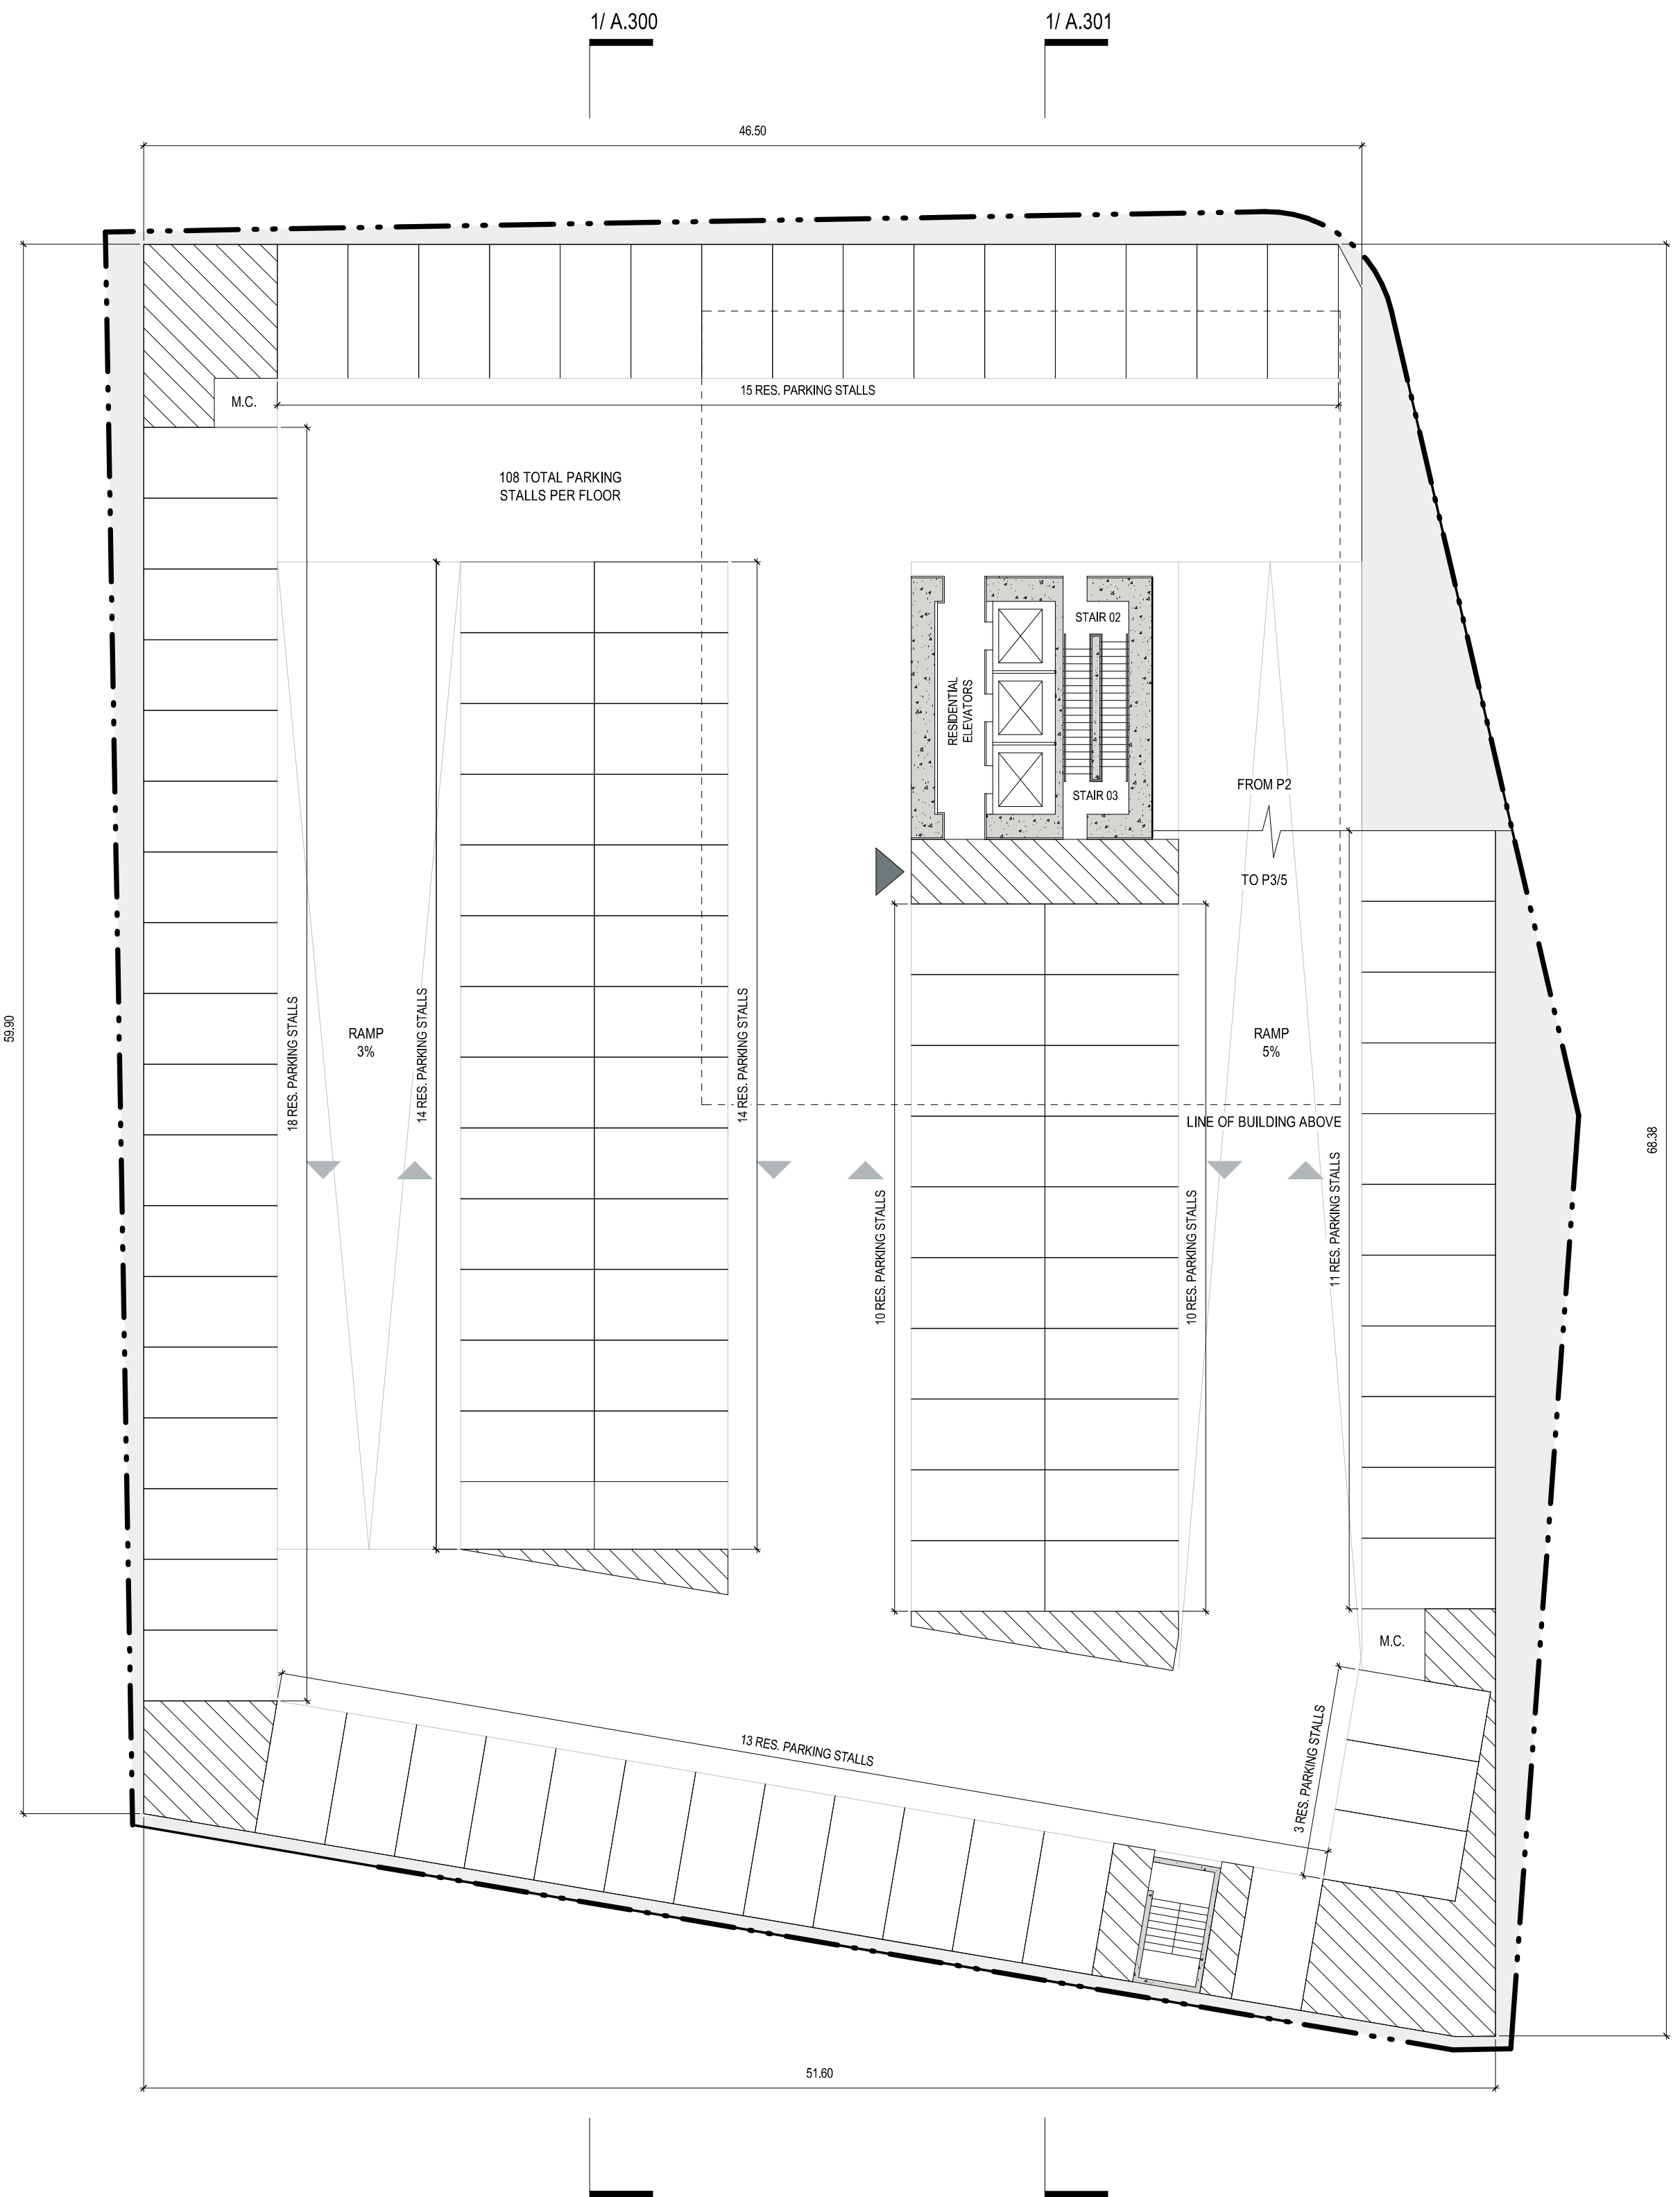 1/ A.300
1/ A.301
46.50
15 RES. PARKING STALLS
M.C.
108 TOTAL PARKING
STALLS PER FLOOR
STAIR 02
RESIDENTIAL
ELEVATORS
STAIR 03
FROM P2
TO P3/5
59.90
18 RES. PARKING STALLS
RAMP
3%
14 RES. PARKING STALLS
14 RES. PARKING STALLS
RAMP
5%
LINE OF BUILDING ABOVE
68.38
10 RES. PARKING STALLS
10 RES. PARKING STALLS
11 RES. PARKING STALLS
M.C.
13 RES. PARKING STALLS
3 RES. PARKING STALLS
51.60